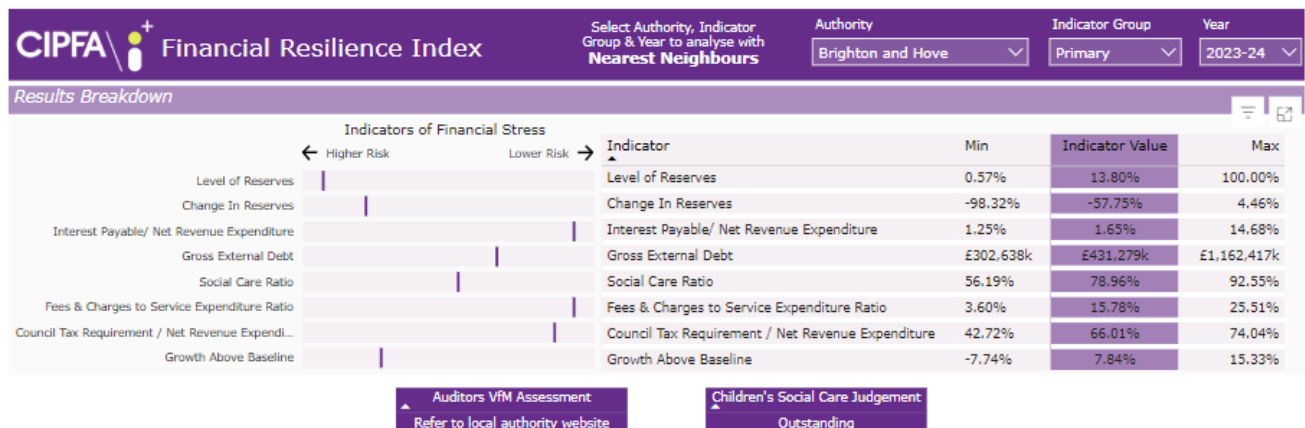 CIPFA\ i+ Financial Resilience Index
Select Authority, Indicator
Group & Year to analyse with
Nearest Neighbours
Authority
Brighton and Hove
Indicator Group
Primary
Year
2023-24
Results Breakdown
Indicators of Financial Stress
← Higher Risk Lower Risk →
Level of Reserves
Change In Reserves
Interest Payable/ Net Revenue Expenditure
Gross External Debt
Social Care Ratio
Fees & Charges to Service Expenditure Ratio
Council Tax Requirement / Net Revenue Expendi...
Growth Above Baseline
Indicator Min Indicator Value Max
Level of Reserves 0.57% 13.80% 100.00%
Change In Reserves -98.32% -57.75% 4.46%
Interest Payable/ Net Revenue Expenditure 1.25% 1.65% 14.68%
Gross External Debt £302,638k £431,279k £1,162,417k
Social Care Ratio 56.19% 78.96% 92.55%
Fees & Charges to Service Expenditure Ratio 3.60% 15.78% 25.51%
Council Tax Requirement / Net Revenue Expenditure 42.72% 66.01% 74.04%
Growth Above Baseline -7.74% 7.84% 15.33%
Auditors VfM Assessment
Refer to local authority website
Children's Social Care Judgement
Outstanding